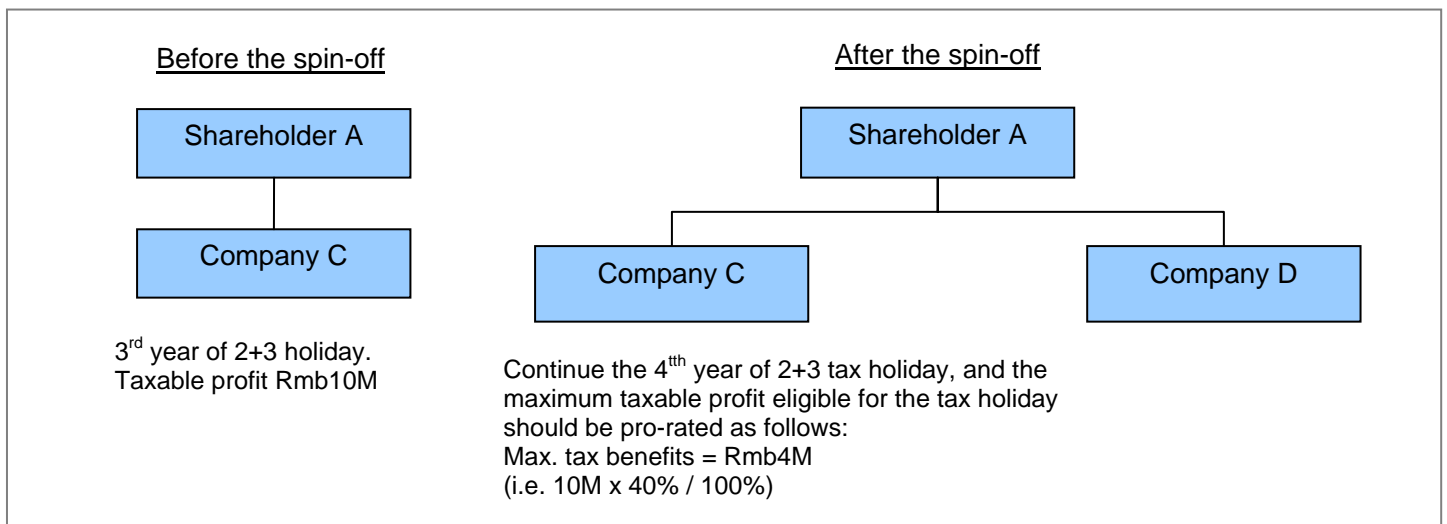 Before the spin-off
Shareholder A
Company C
3rd year of 2+3 holiday.
Taxable profit Rmb10M
After the spin-off
Shareholder A
Company C
Company D
Continue the 4tth year of 2+3 tax holiday, and the
maximum taxable profit eligible for the tax holiday
should be pro-rated as follows:
Max. tax benefits = Rmb4M
(i.e. 10M x 40% / 100%)